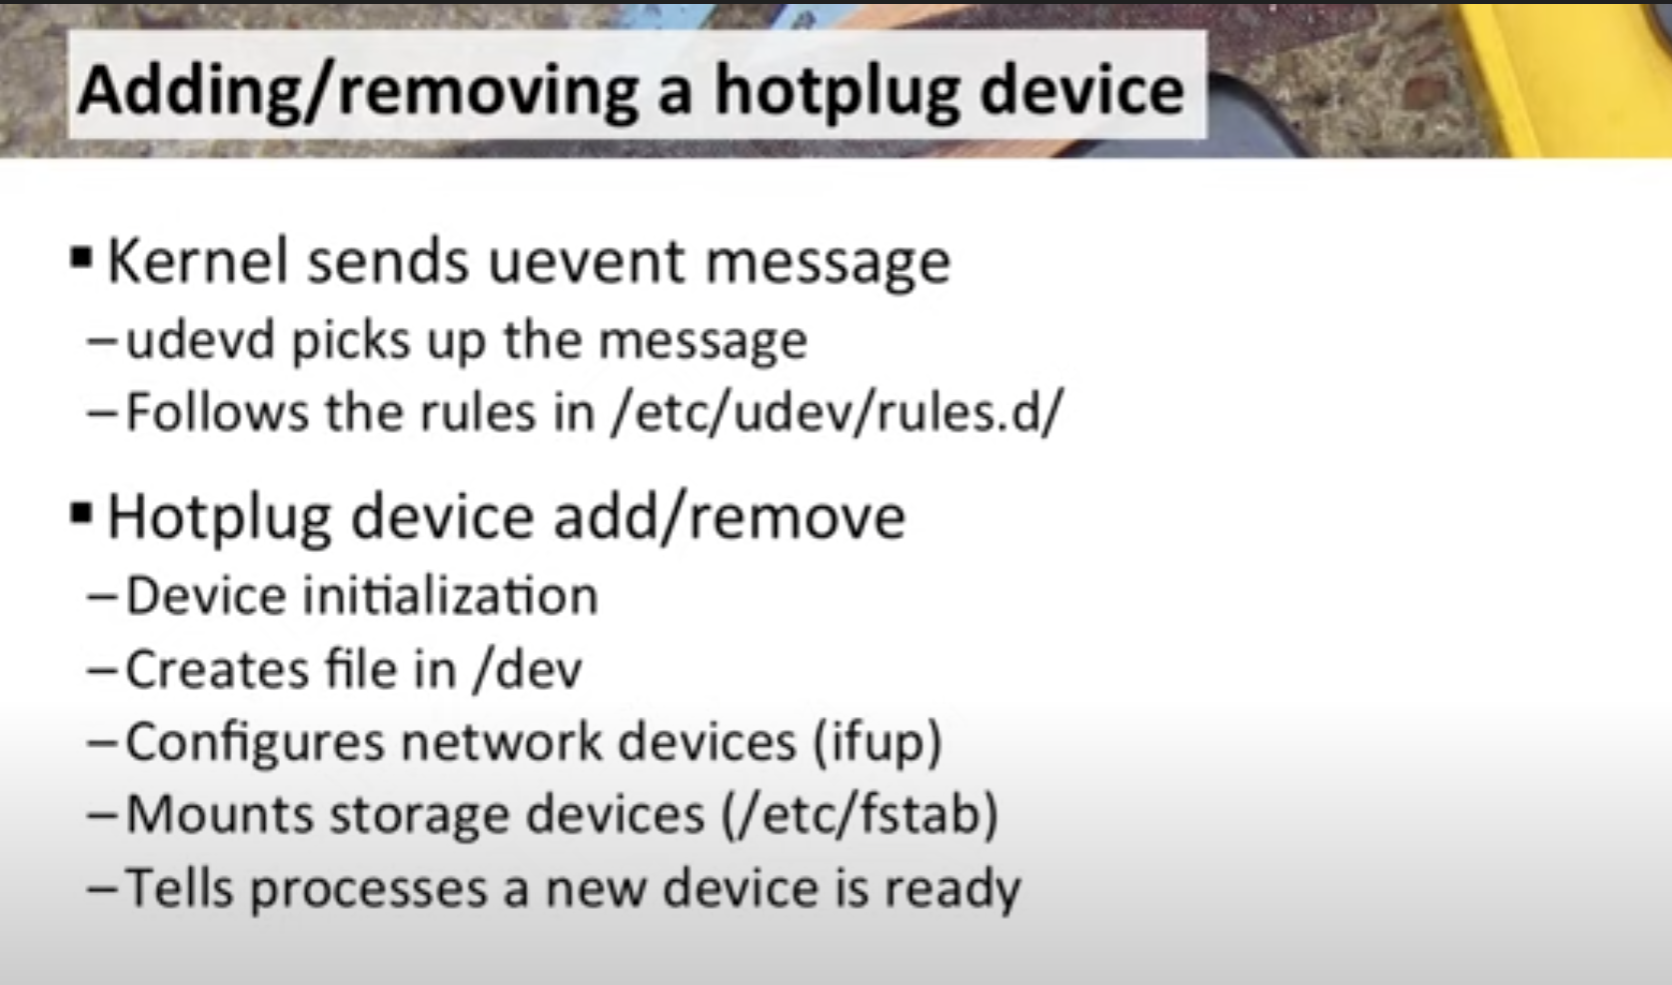 Adding/removing a hotplug device
▪ Kernel sends uevent message
– udevd picks up the message
– Follows the rules in /etc/udev/rules.d/
▪ Hotplug device add/remove
– Device initialization
– Creates file in /dev
– Configures network devices (ifup)
– Mounts storage devices (/etc/fstab)
– Tells processes a new device is ready